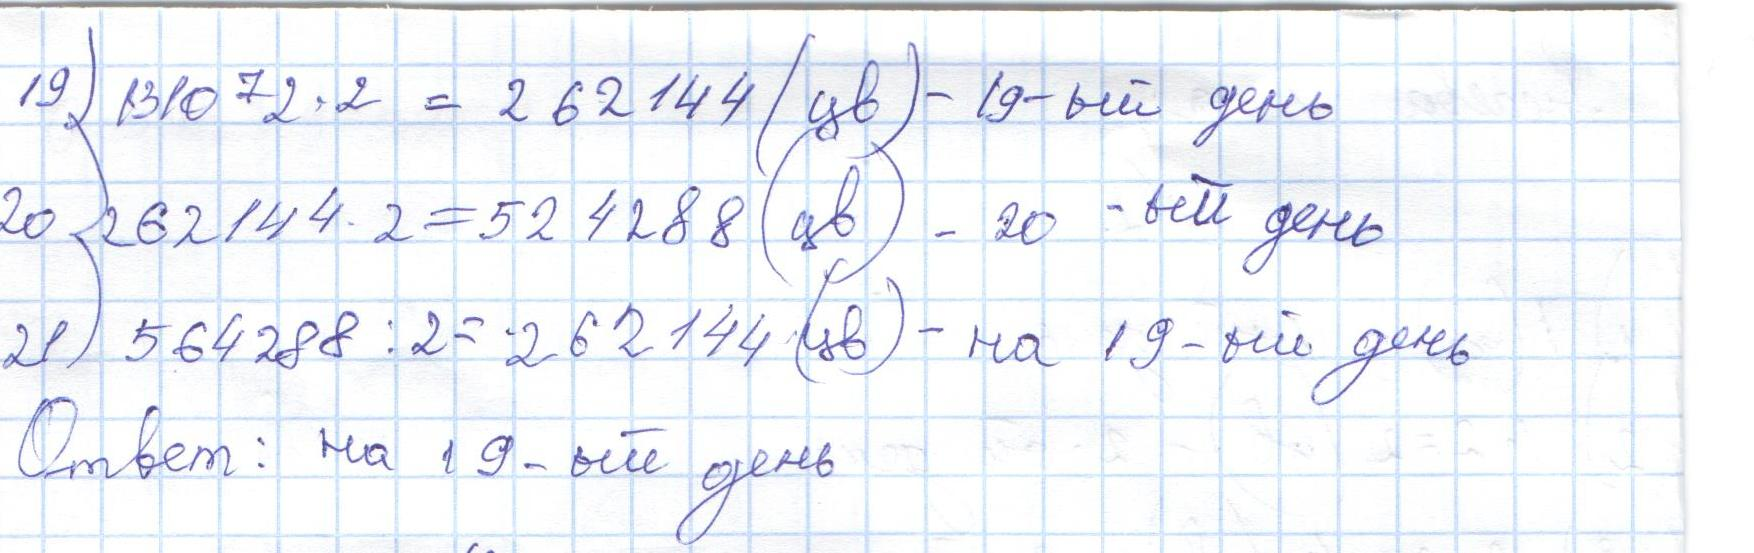 19) 131072·2 = 262144 (цв) - 19-ый день
20) 262144·2=524288 (цв) - 20-ый день
21) 564288:2=262144 (цв) - на 19-ый день
Ответ: на 19-ый день